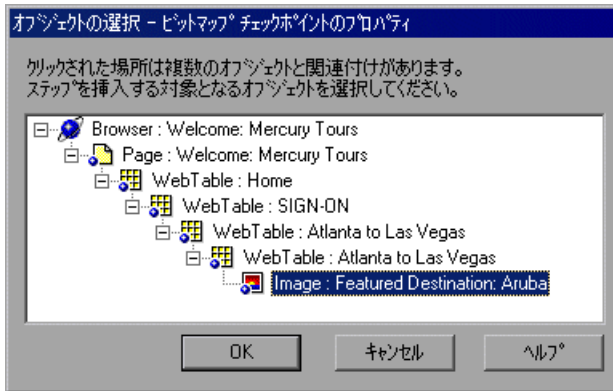 ｵﾌﾞｼﾞｪｸﾄの選択 - ﾋﾞｯﾄﾏｯﾌﾟ ﾁｪｯｸﾎﾟｲﾝﾄのﾌﾟﾛﾊﾟﾃｨ
ｸﾘｯｸされた場所は複数のｵﾌﾞｼﾞｪｸﾄと関連付けがあります。
ｽﾃｯﾌﾟを挿入する対象となるｵﾌﾞｼﾞｪｸﾄを選択してください。
Browser : Welcome: Mercury Tours
Page : Welcome: Mercury Tours
WebTable : Home
WebTable : SIGN-ON
WebTable : Atlanta to Las Vegas
WebTable : Atlanta to Las Vegas
Image : Featured Destination: Aruba
OK
ｷｬﾝｾﾙ
ﾍﾙﾌﾟ